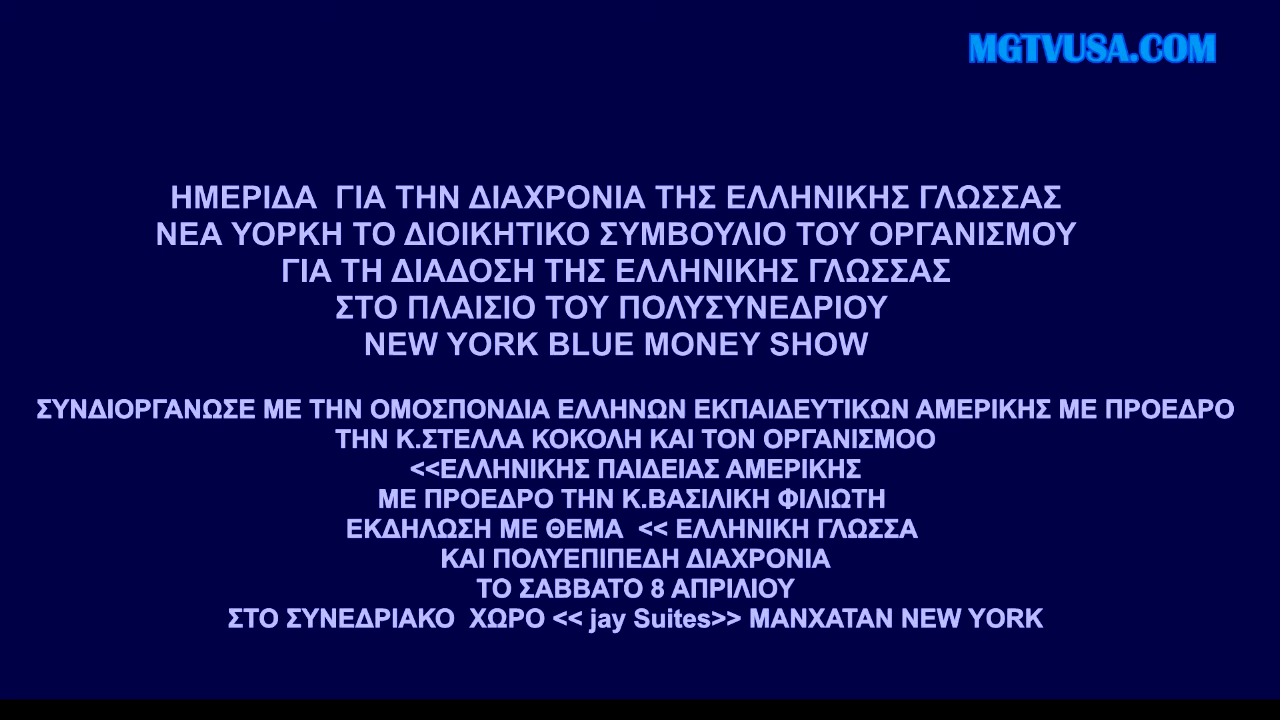 MGTVUSA.COM
ΗΜΕΡΙΔΑ ΓΙΑ ΤΗΝ ΔΙΑΧΡΟΝΙΑ ΤΗΣ ΕΛΛΗΝΙΚΗΣ ΓΛΩΣΣΑΣ
ΝΕΑ ΥΟΡΚΗ ΤΟ ΔΙΟΙΚΗΤΙΚΟ ΣΥΜΒΟΥΛΙΟ ΤΟΥ ΟΡΓΑΝΙΣΜΟΥ
ΓΙΑ ΤΗ ΔΙΑΔΟΣΗ ΤΗΣ ΕΛΛΗΝΙΚΗΣ ΓΛΩΣΣΑΣ
ΣΤΟ ΠΛΑΙΣΙΟ ΤΟΥ ΠΟΛΥΣΥΝΕΔΡΙΟΥ
NEW YORK BLUE MONEY SHOW
ΣΥΝΔΙΟΡΓΑΝΩΣΕ ΜΕ ΤΗΝ ΟΜΟΣΠΟΝΔΙΑ ΕΛΛΗΝΩΝ ΕΚΠΑΙΔΕΥΤΙΚΩΝ ΑΜΕΡΙΚΗΣ ΜΕ ΠΡΟΕΔΡΟ
ΤΗΝ Κ.ΣΤΕΛΛΑ ΚΟΚΟΛΗ ΚΑΙ ΤΟΝ ΟΡΓΑΝΙΣΜΟΟ
<<ΕΛΛΗΝΙΚΗΣ ΠΑΙΔΕΙΑΣ ΑΜΕΡΙΚΗΣ
ΜΕ ΠΡΟΕΔΡΟ ΤΗΝ Κ.ΒΑΣΙΛΙΚΗ ΦΙΛΙΩΤΗ
ΕΚΔΗΛΩΣΗ ΜΕ ΘΕΜΑ << ΕΛΛΗΝΙΚΗ ΓΛΩΣΣΑ
ΚΑΙ ΠΟΛΥΕΠΙΠΕΔΗ ΔΙΑΧΡΟΝΙΑ
ΤΟ ΣΑΒΒΑΤΟ 8 ΑΠΡΙΛΙΟΥ
ΣΤΟ ΣΥΝΕΔΡΙΑΚΟ ΧΩΡΟ << jay Suites>> ΜΑΝΧΑΤΑΝ NEW YORK